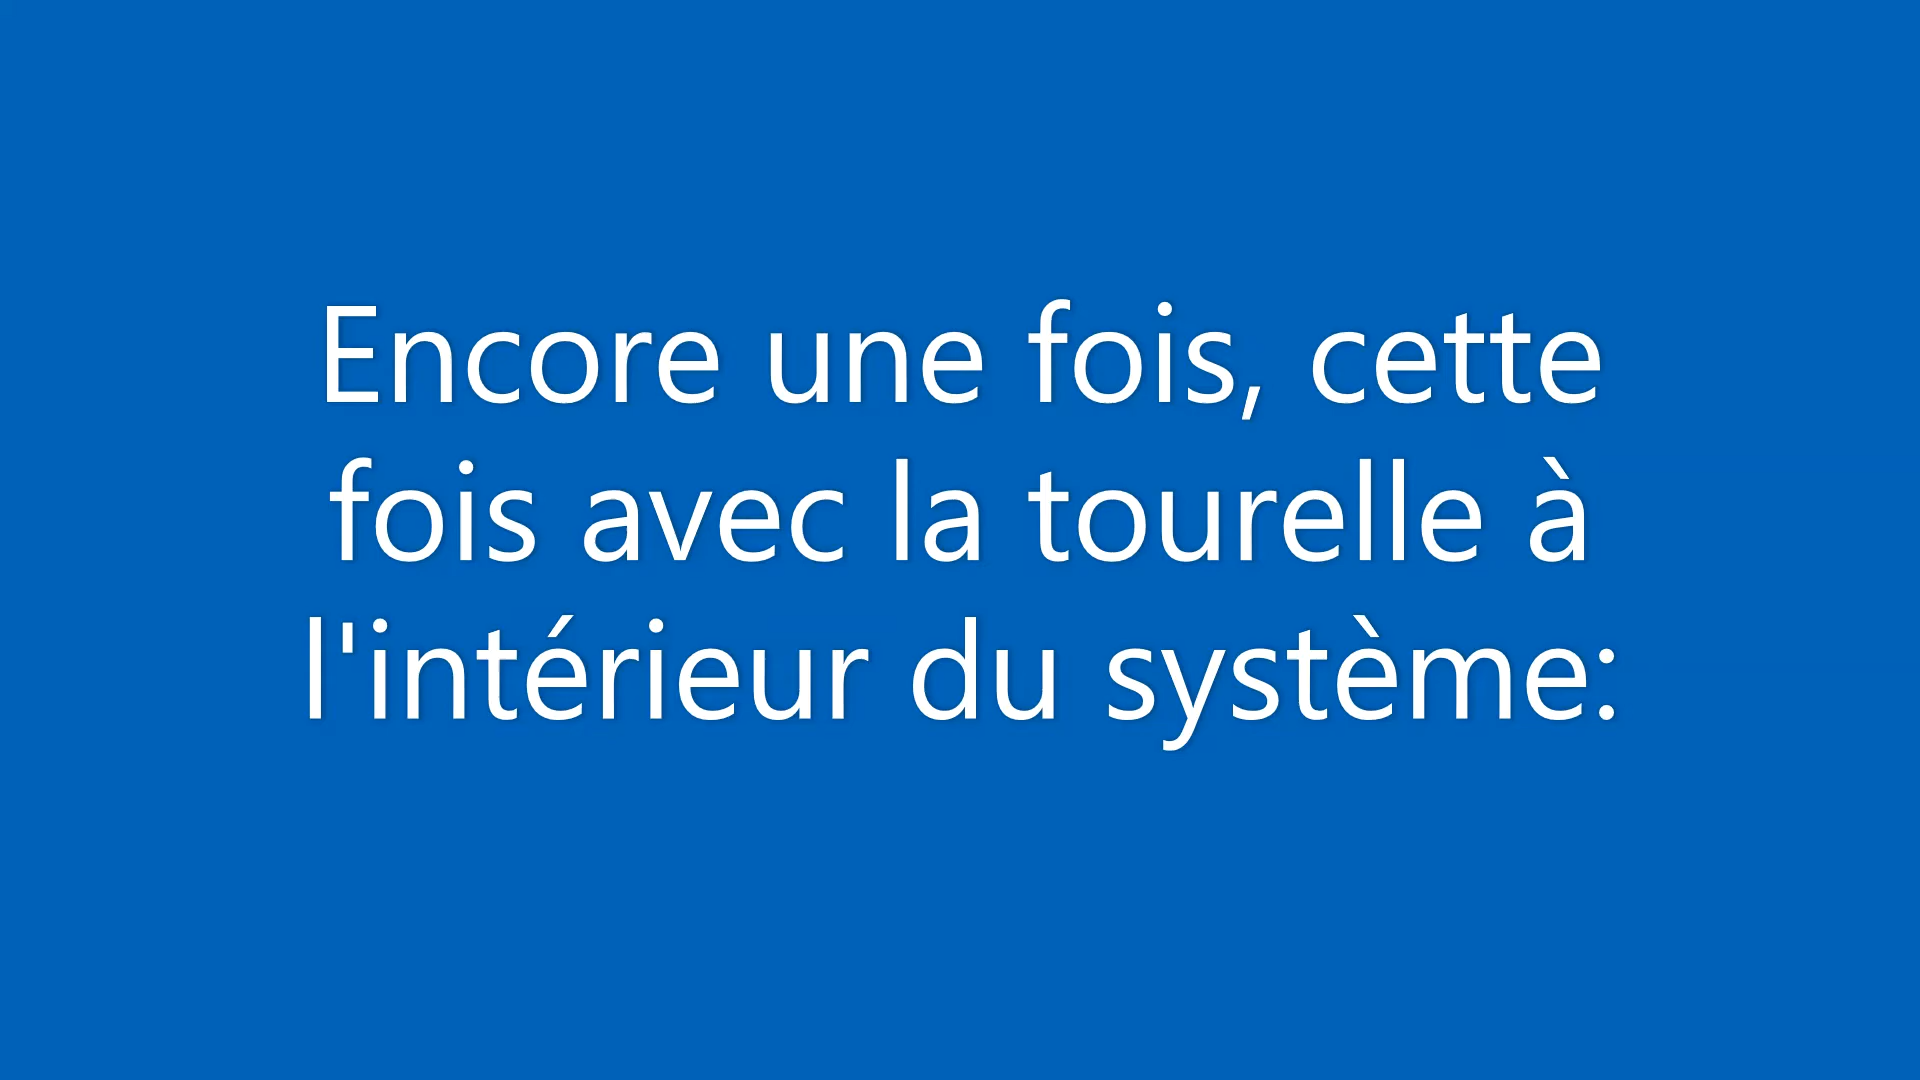 Encore une fois, cette
fois avec la tourelle à
l'intérieur du système: